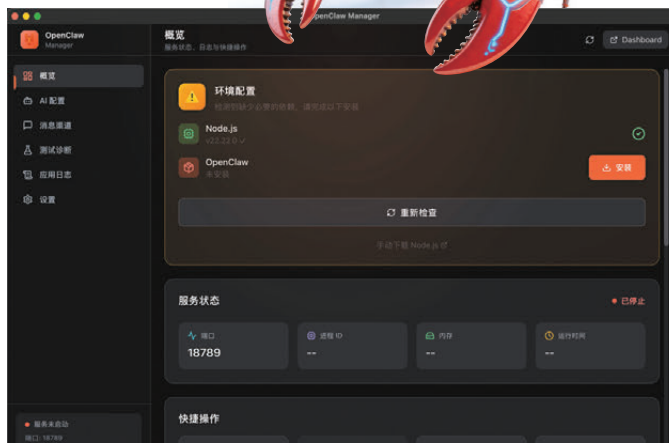 OpenClaw Manager
OpenClaw
Manager
概览
服务状态、日志与快捷操作
Dashboard
概览
AI 配置
消息渠道
测试诊断
应用日志
设置
环境配置
检测到缺少必要的依赖，请完成以下安装
Node.js
v22.22.0 ✓
OpenClaw
未安装
安装
重新检查
手动下载 Node.js
服务状态
已停止
端口
18789
进程 ID
--
内存
--
运行时间
--
快捷操作
服务未启动
端口: 18789